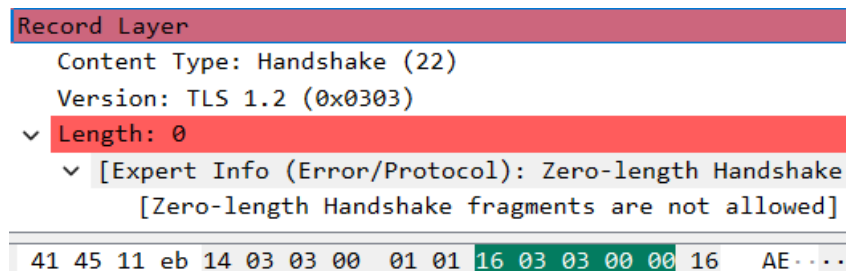 Record Layer
Content Type: Handshake (22)
Version: TLS 1.2 (0x0303)
Length: 0
[Expert Info (Error/Protocol): Zero-length Handshake
[Zero-length Handshake fragments are not allowed]
41 45 11 eb 14 03 03 00 01 01 16 03 03 00 00 16 AE····